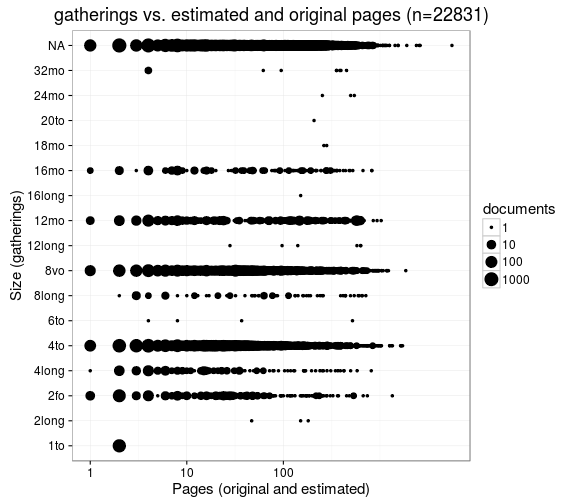 gatherings vs. estimated and original pages (n=22831)
NA
32mo
24mo
20to
18mo
16mo
16long
12mo
12long
8vo
8long
6to
4to
4long
2fo
2long
1to
Size (gatherings)
1 10 100
Pages (original and estimated)
documents
1
10
100
1000